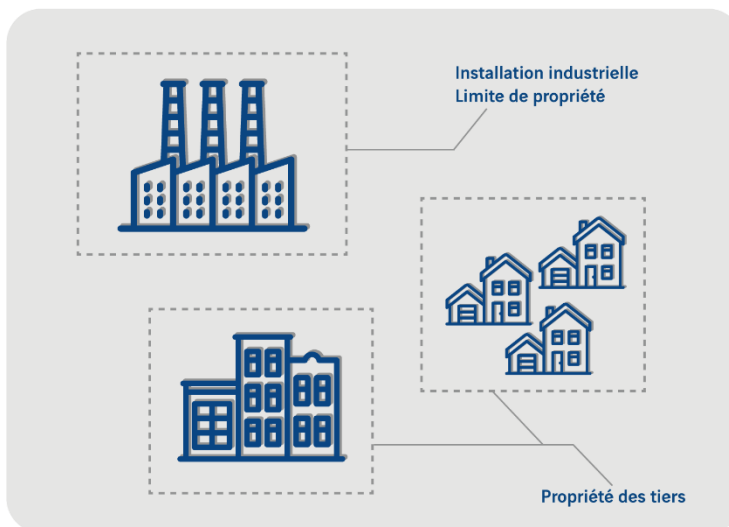 Installation industrielle
Limite de propriété
Propriété des tiers